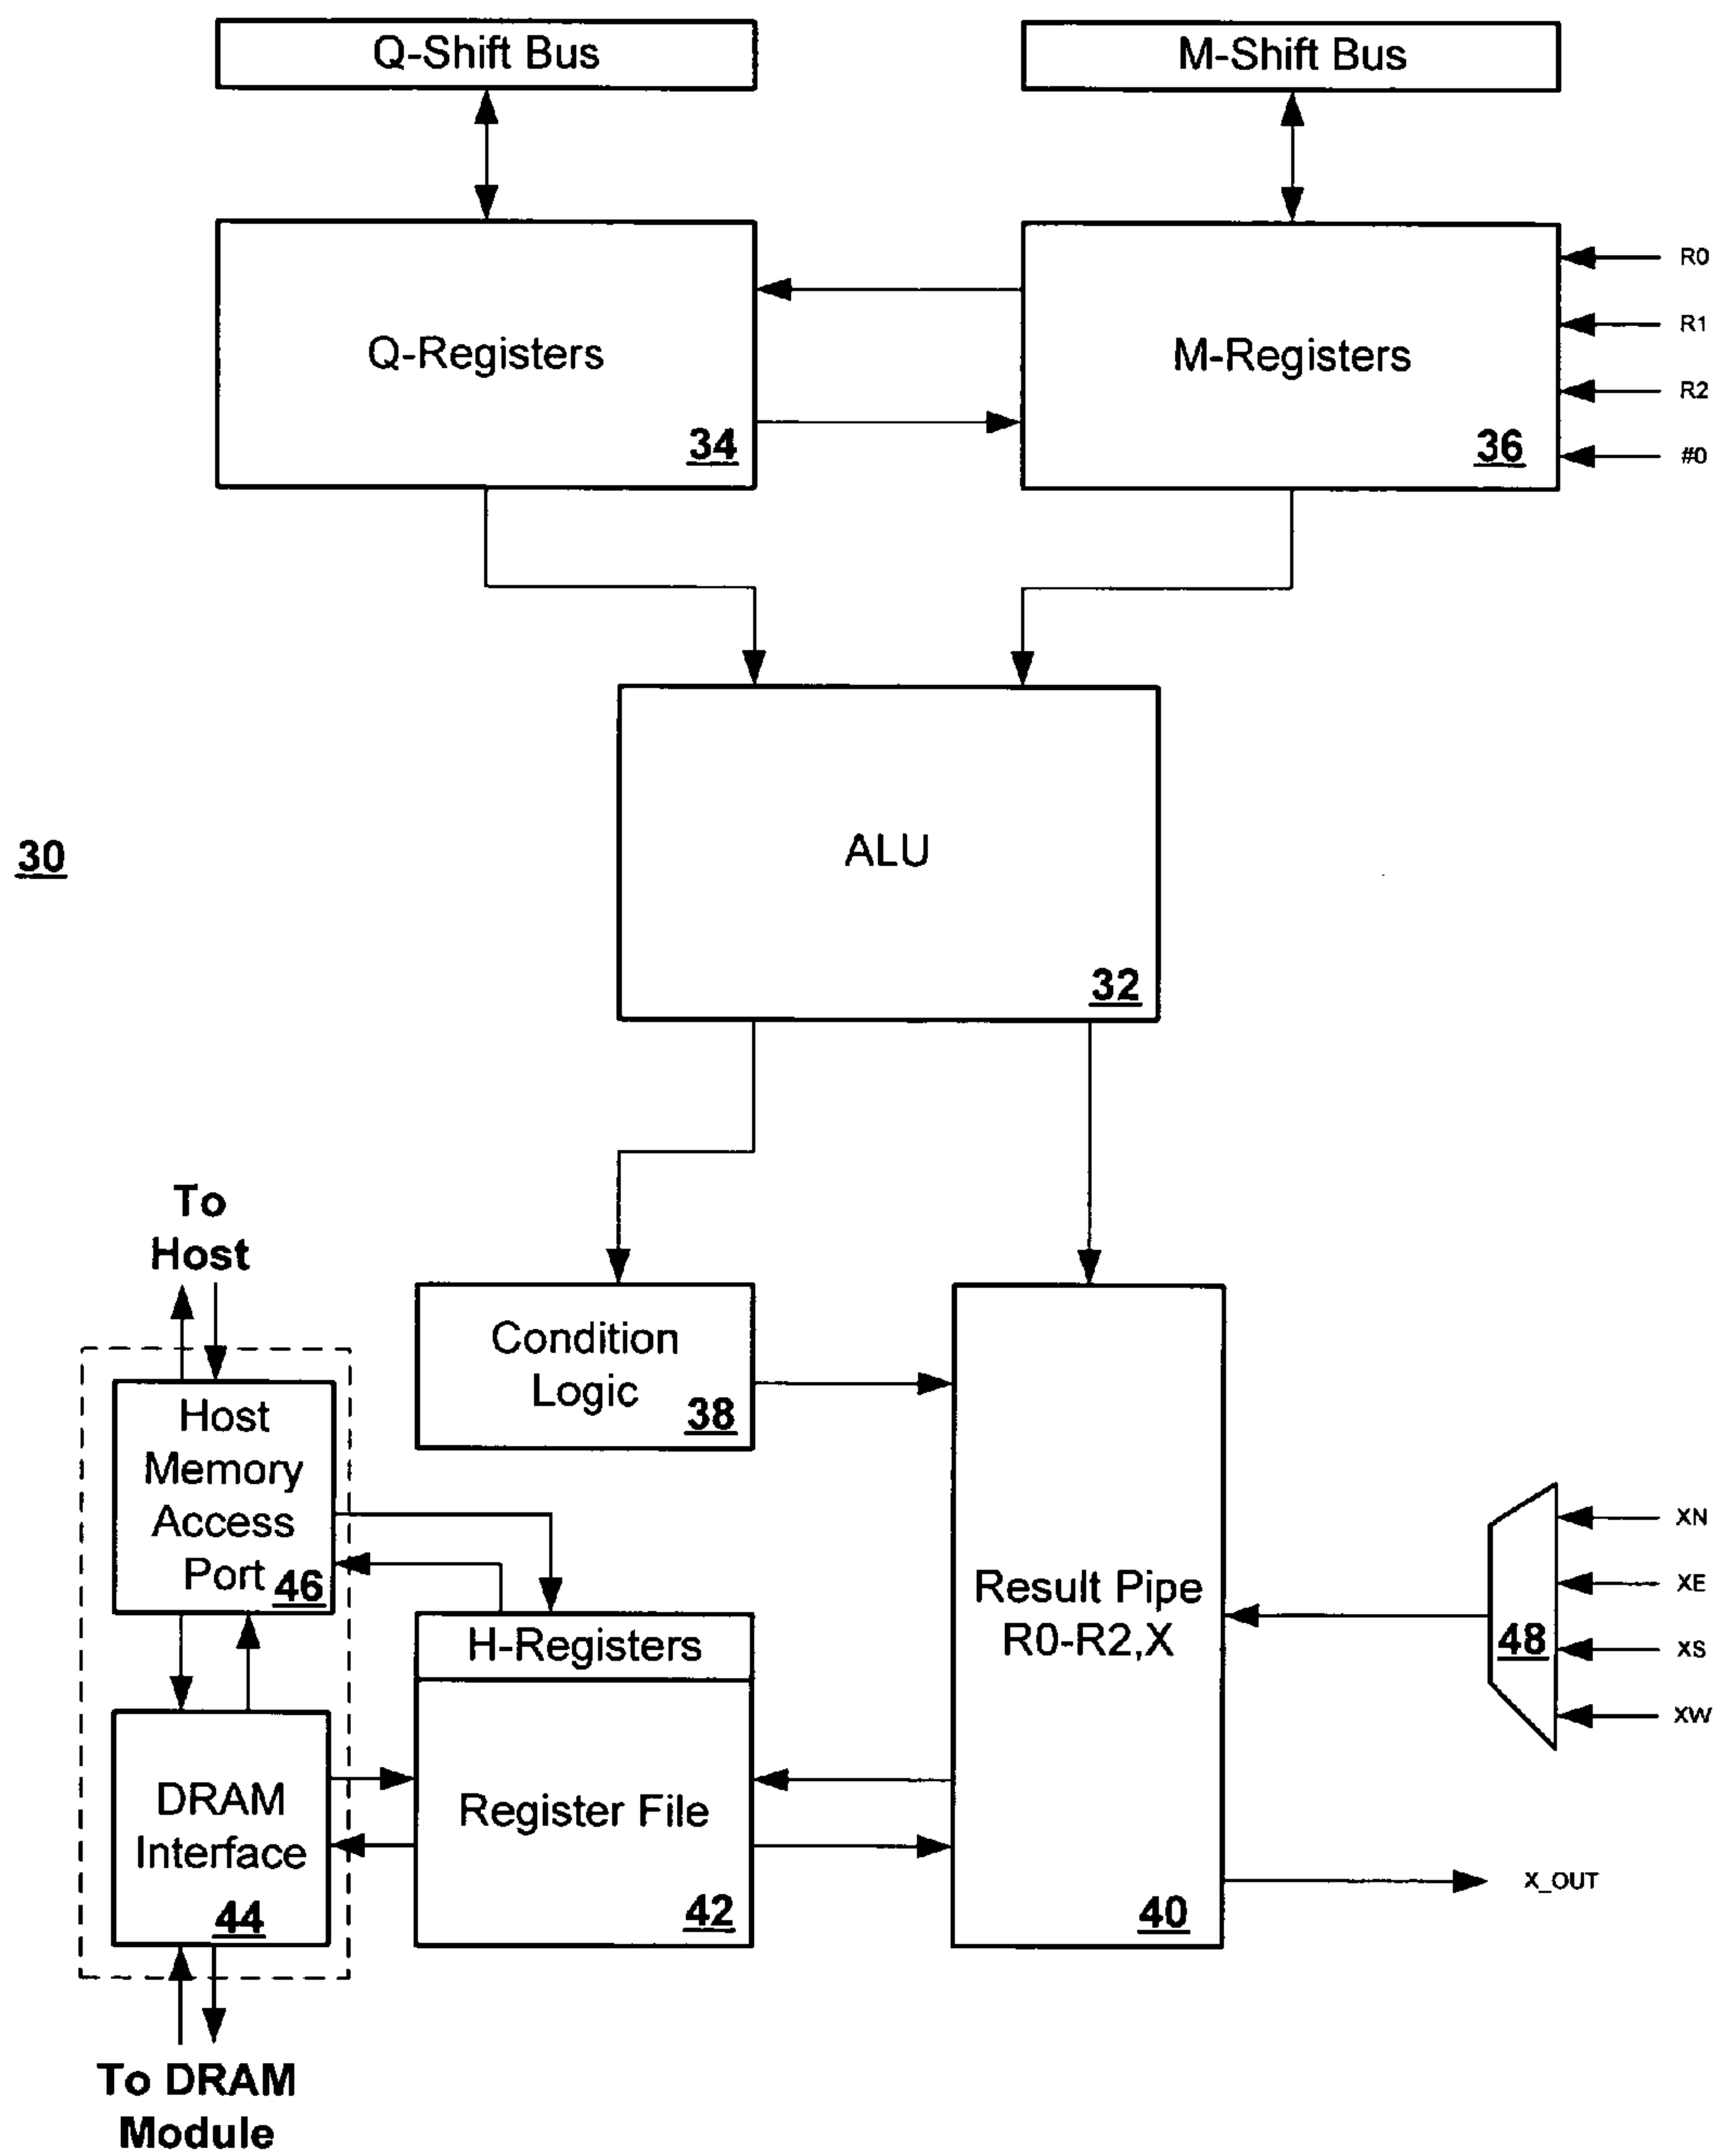 Q-Shift Bus
M-Shift Bus
Q-Registers
34
M-Registers
36
R0
R1
R2
#0
ALU
32
30
To
Host
Condition
Logic
38
Host
Memory
Access
Port
46
H-Registers
Register File
42
DRAM
Interface
44
Result Pipe
R0-R2,X
40
48
XN
XE
XS
XW
X_OUT
To DRAM
Module